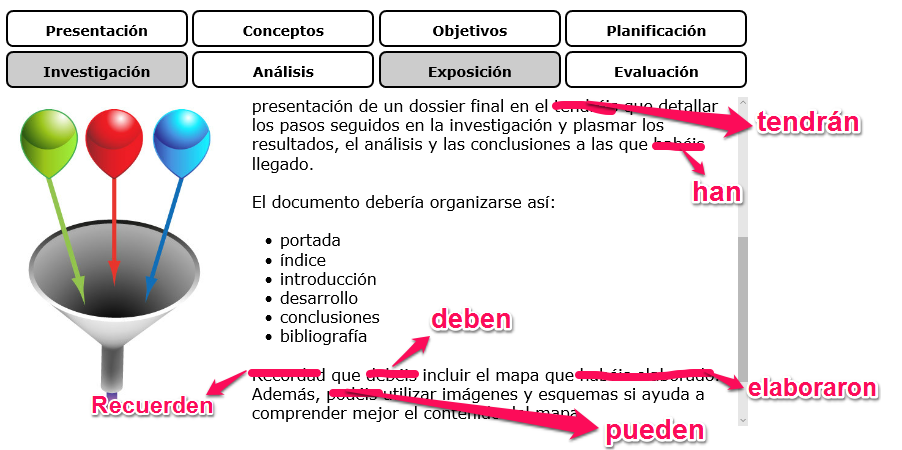 Presentación Conceptos Objetivos Planificación
Investigación Análisis Exposición Evaluación
presentación de un dossier final en el tendréis que detallar
los pasos seguidos en la investigación y plasmar los
tendrán
resultados, el análisis y las conclusiones a las que habéis
llegado.
han
El documento debería organizarse así:
• portada
• índice
• introducción
• desarrollo
• conclusiones
deben
• bibliografía
Recordad que debéis incluir el mapa que habéis elaborado.
elaboraron
Además, podéis utilizar imágenes y esquemas si ayuda a
Recuerden
comprender mejor el contenido del mapa
pueden